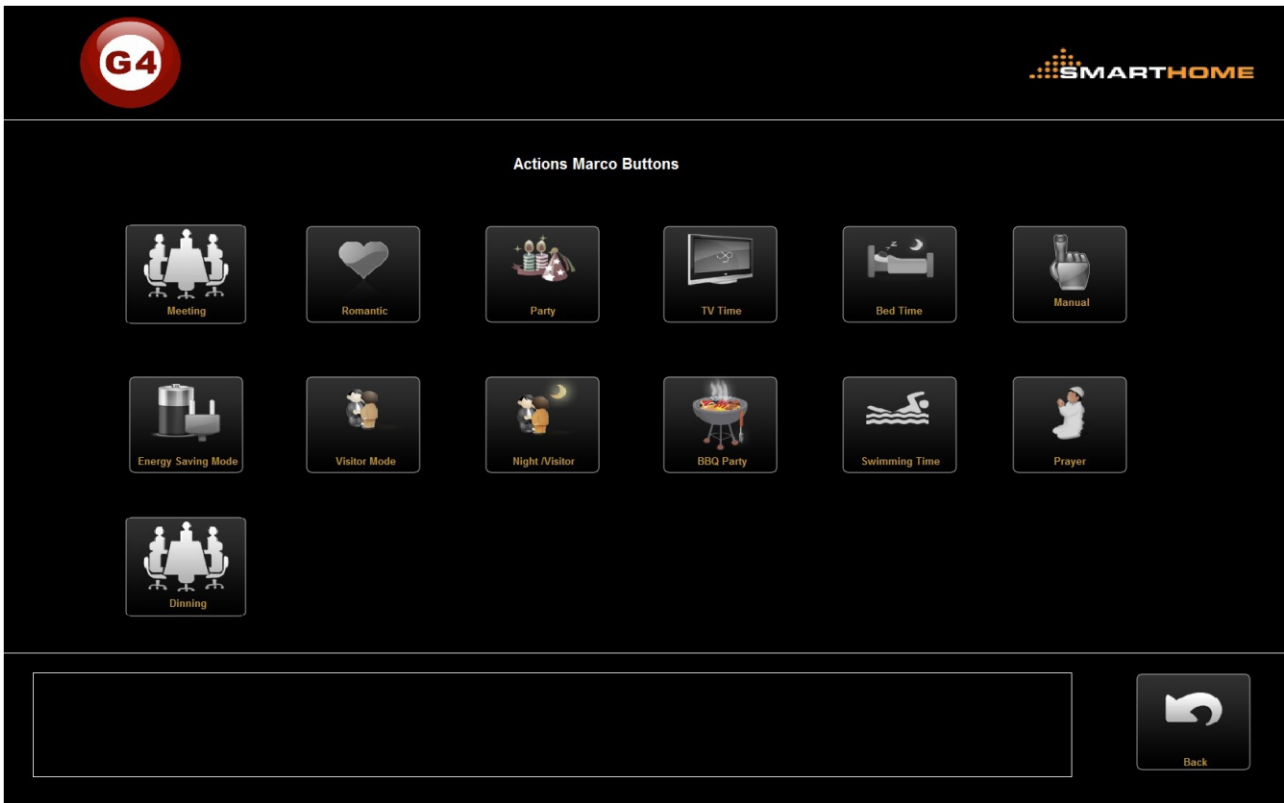 G4
SMARTHOME
Actions Marco Buttons
Meeting
Romantic
Party
TV Time
Bed Time
Manual
Energy Saving Mode
Visitor Mode
Night /Visitor
BBQ Party
Swimming Time
Prayer
Dinning
Back